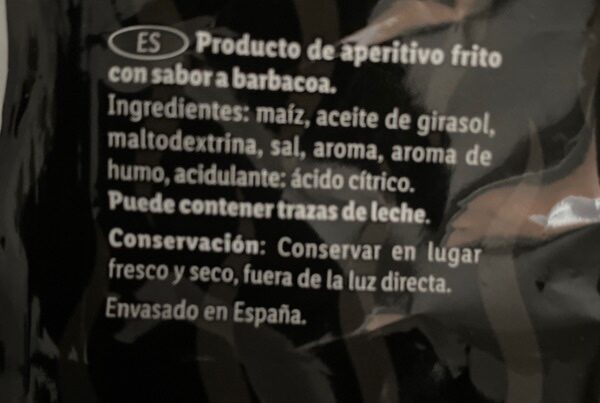 ES Producto de aperitivo frito
con sabor a barbacoa.
Ingredientes: maíz, aceite de girasol,
maltodextrina, sal, aroma, aroma de
humo, acidulante: ácido cítrico.
Puede contener trazas de leche.
Conservación: Conservar en lugar
fresco y seco, fuera de la luz directa.
Envasado en España.